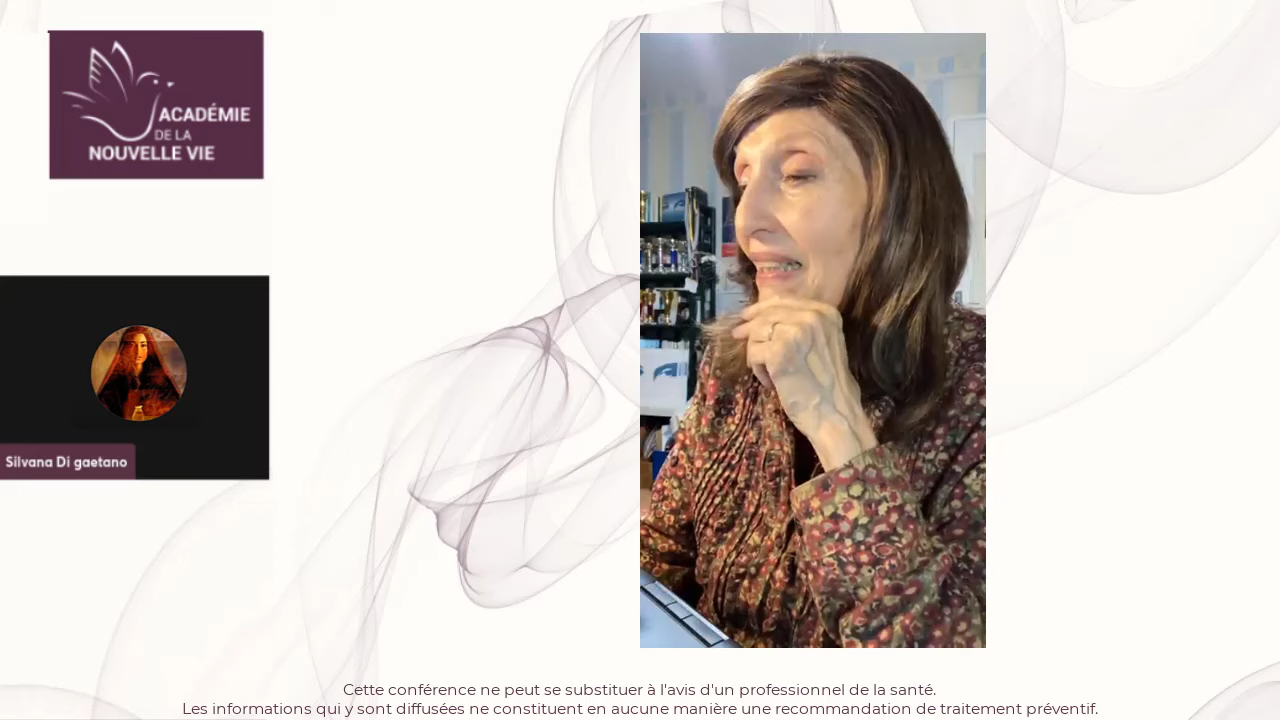 ACADÉMIE
DE LA
NOUVELLE VIE
Silvana Di gaetano
Cette conférence ne peut se substituer à l'avis d'un professionnel de la santé.
Les informations qui y sont diffusées ne constituent en aucune manière une recommandation de traitement préventif.